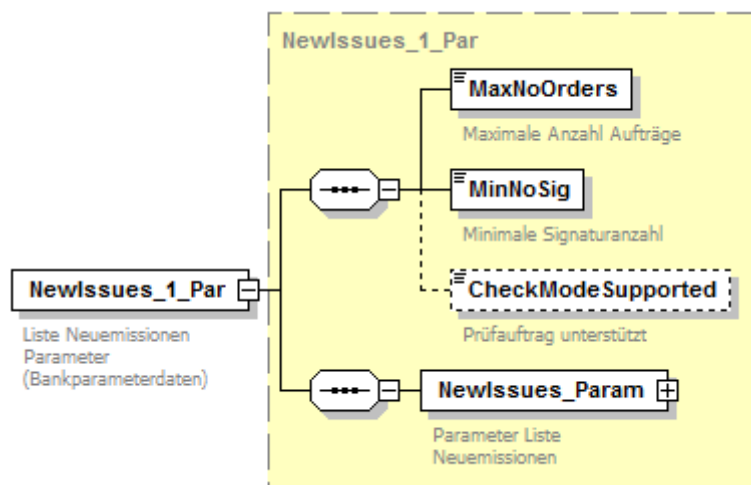 NewIssues_1_Par
MaxNoOrders
Maximale Anzahl Aufträge
MinNoSig
Minimale Signaturanzahl
CheckModeSupported
Prüfauftrag unterstützt
NewIssues_1_Par
Liste Neuemissionen
Parameter
(Bankparameterdaten)
NewIssues_Param
Parameter Liste
Neuemissionen